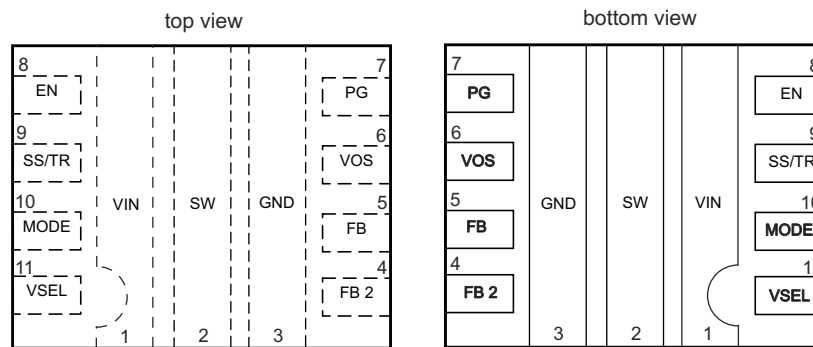 top view
8
7
EN
PG
9
6
SS/TR
VOS
10
VIN
SW
GND
5
MODE
FB
11
4
VSEL
FB 2
1
2
3
bottom view
7
8
PG
EN
6
9
VOS
SS/TR
5
GND
SW
VIN
10
FB
MODE
4
FB 2
VSEL
3
2
1